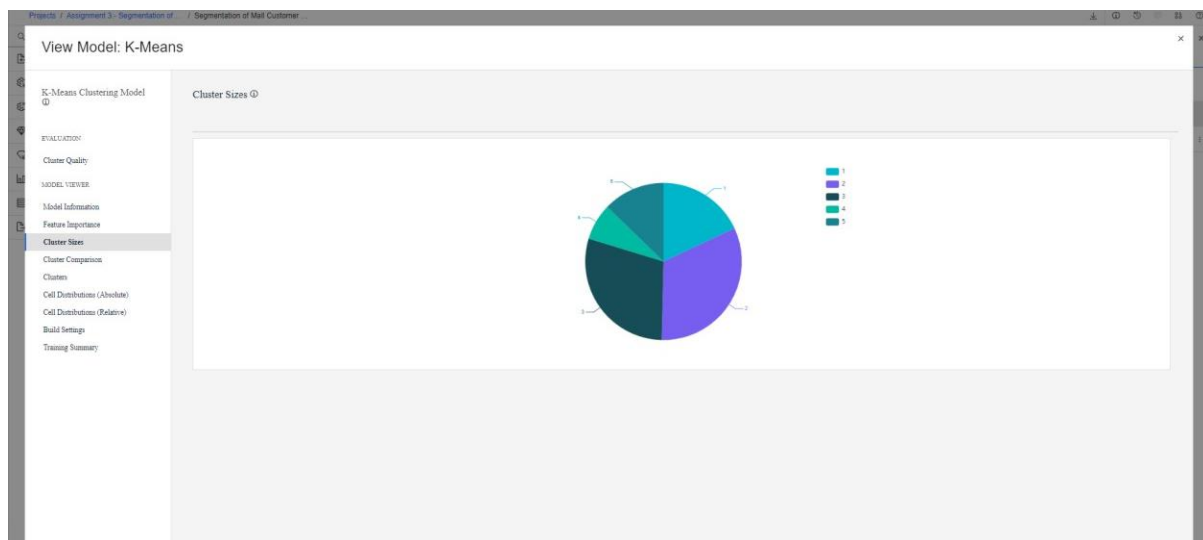 Projects / Assignment 3 - Segmentation of ... / Segmentation of Mall Customer ...
View Model: K-Means
K-Means Clustering Model
EVALUATION
Cluster Quality
MODEL VIEWER
Model Information
Feature Importance
Cluster Sizes
Cluster Comparison
Clusters
Cell Distributions (Absolute)
Cell Distributions (Relative)
Build Settings
Training Summary
Cluster Sizes
1
2
3
4
5